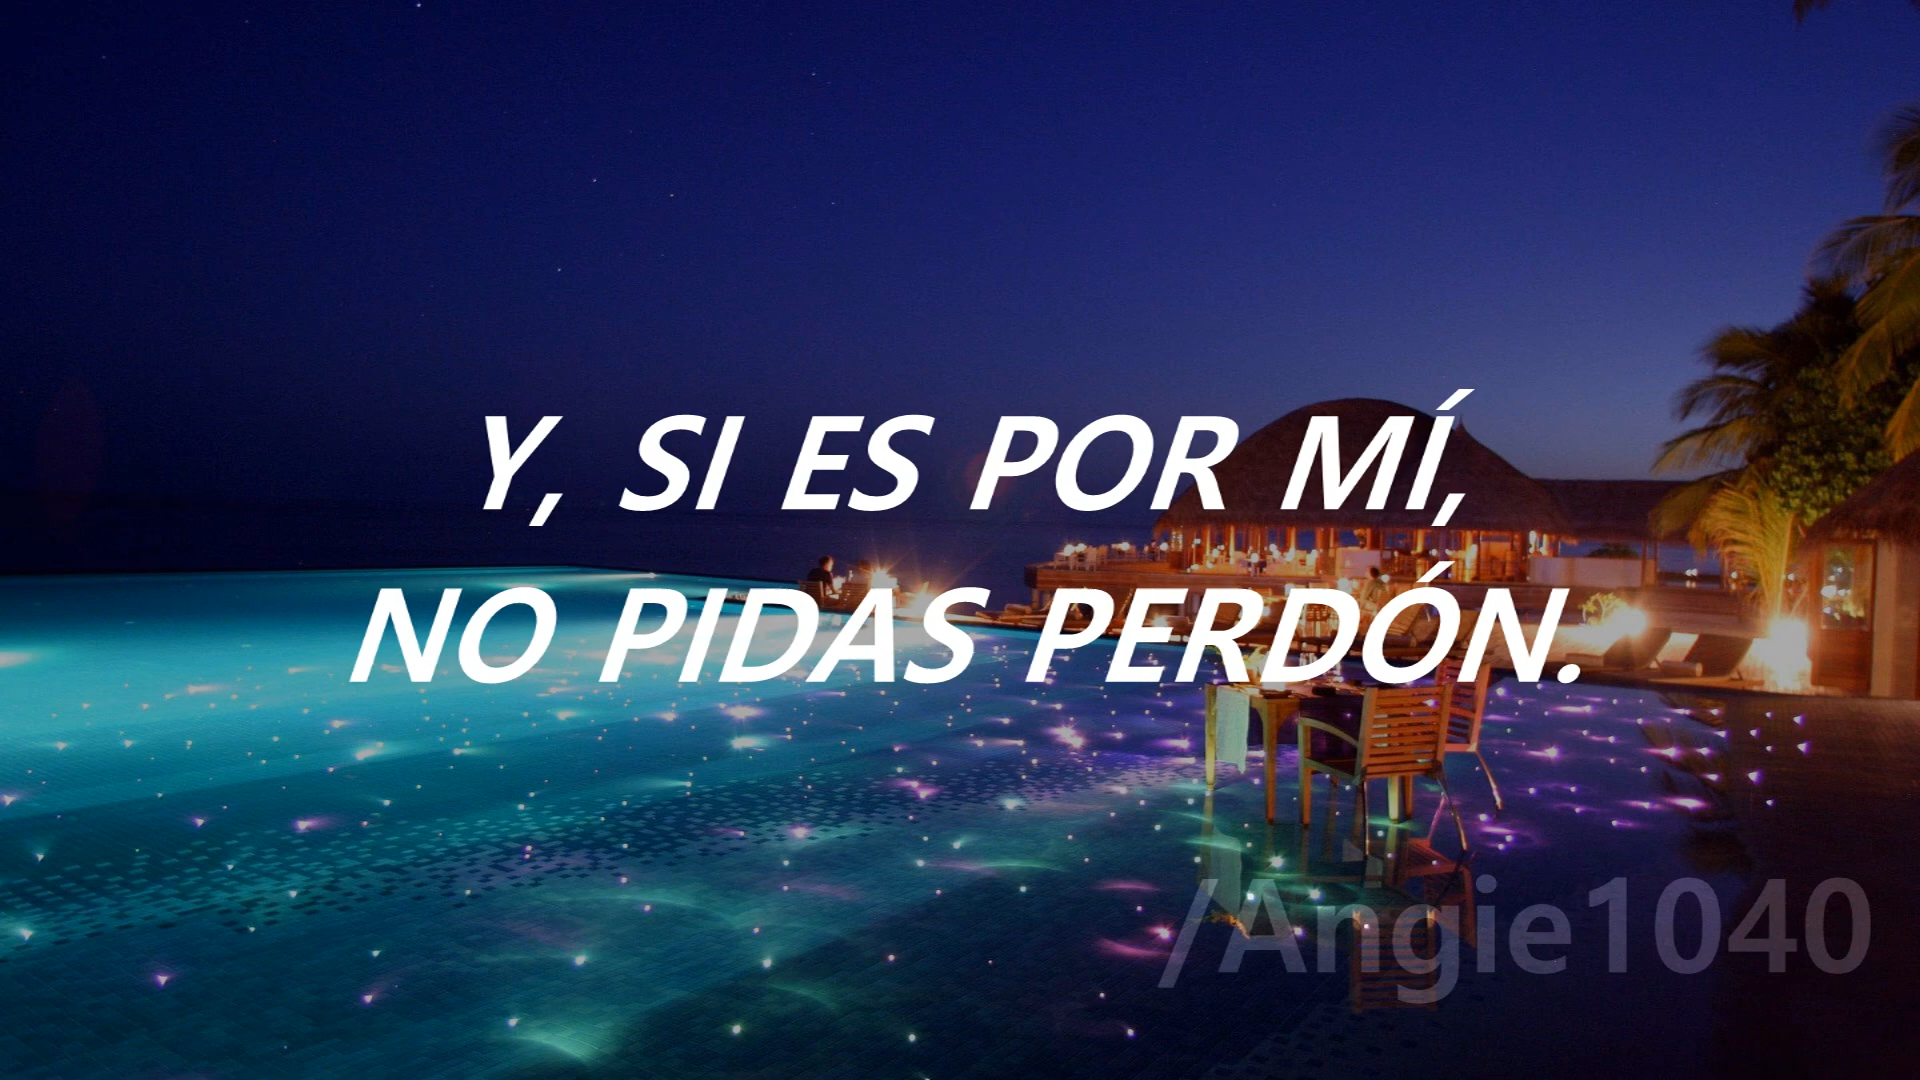 Y, SI ES POR MÍ,
NO PIDAS PERDÓN.
/Angie1040